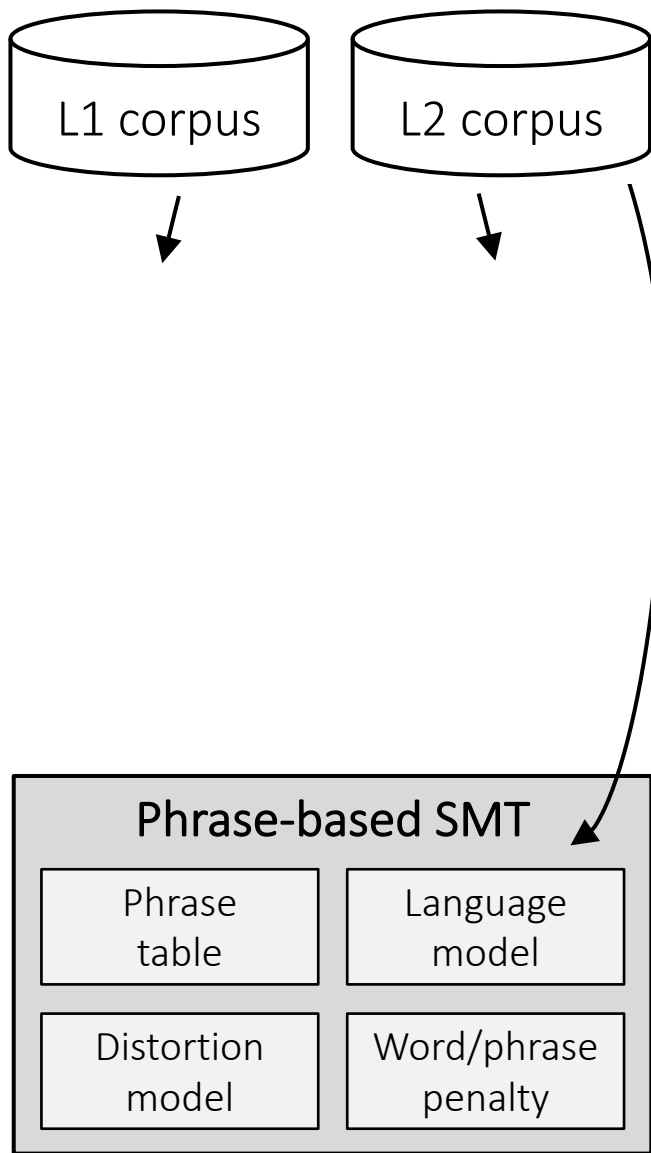 L1 corpus
L2 corpus
Phrase-based SMT
Phrase
table
Language
model
Distortion
model
Word/phrase
penalty